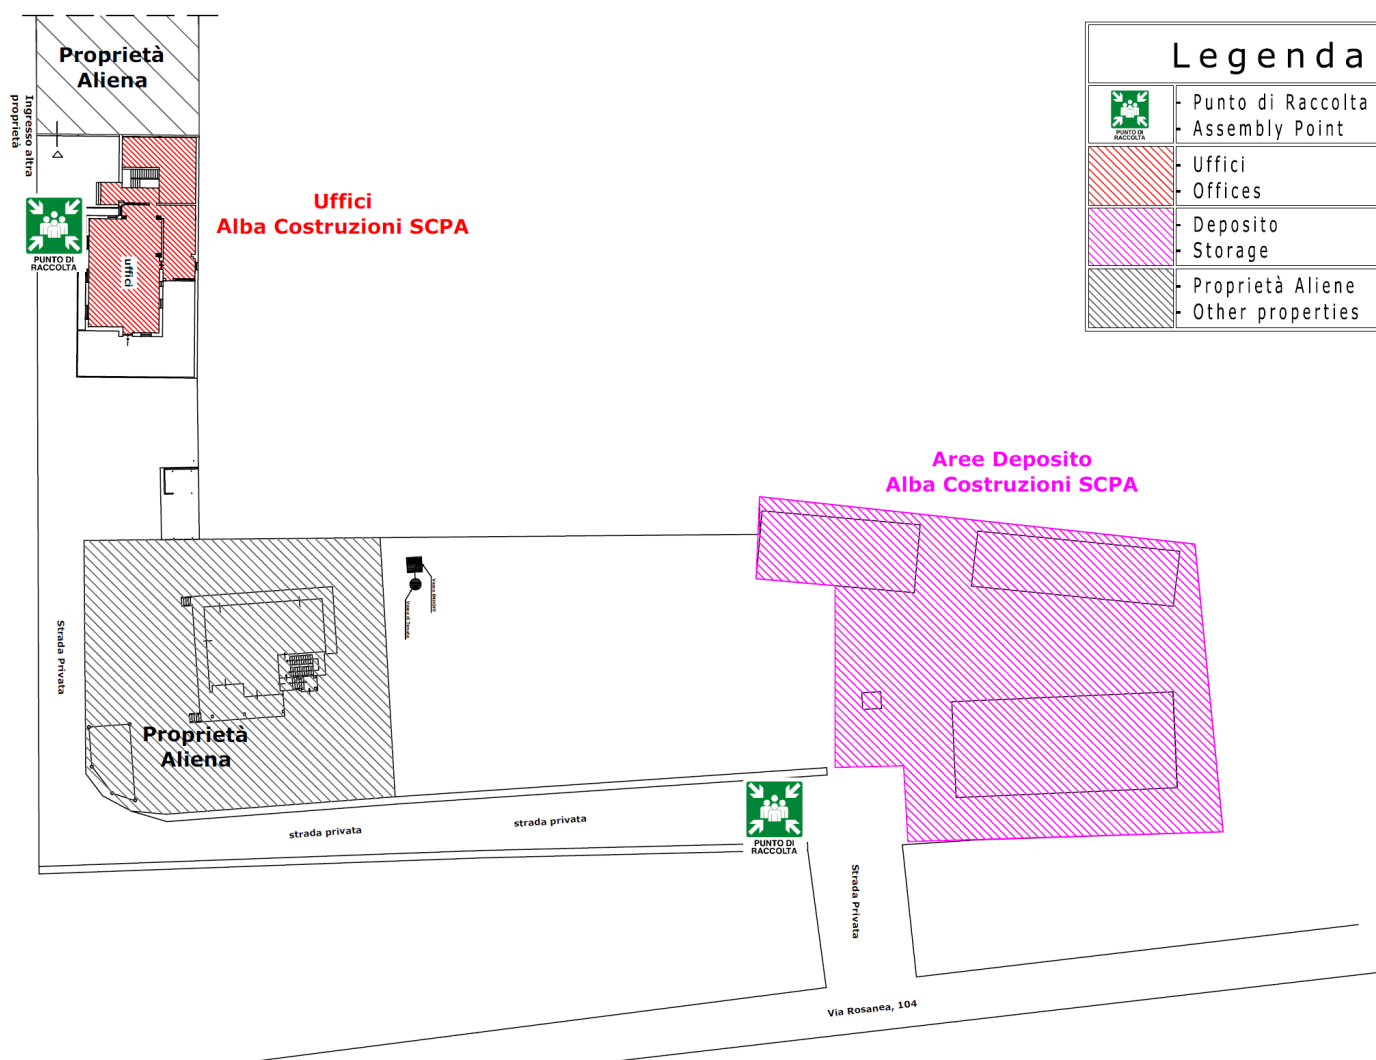 Proprietà
Aliena
Ingresso altra
proprietà
PUNTO DI
RACCOLTA
uffici
Uffici
Alba Costruzioni SCPA
Legenda
PUNTO DI
RACCOLTA
- Punto di Raccolta
- Assembly Point
- Uffici
- Offices
- Deposito
- Storage
- Proprietà Aliene
- Other properties
Aree Deposito
Alba Costruzioni SCPA
Strada Privata
Proprietà
Aliena
strada privata
strada privata
PUNTO DI
RACCOLTA
Strada Privata
Via Rosanea, 104